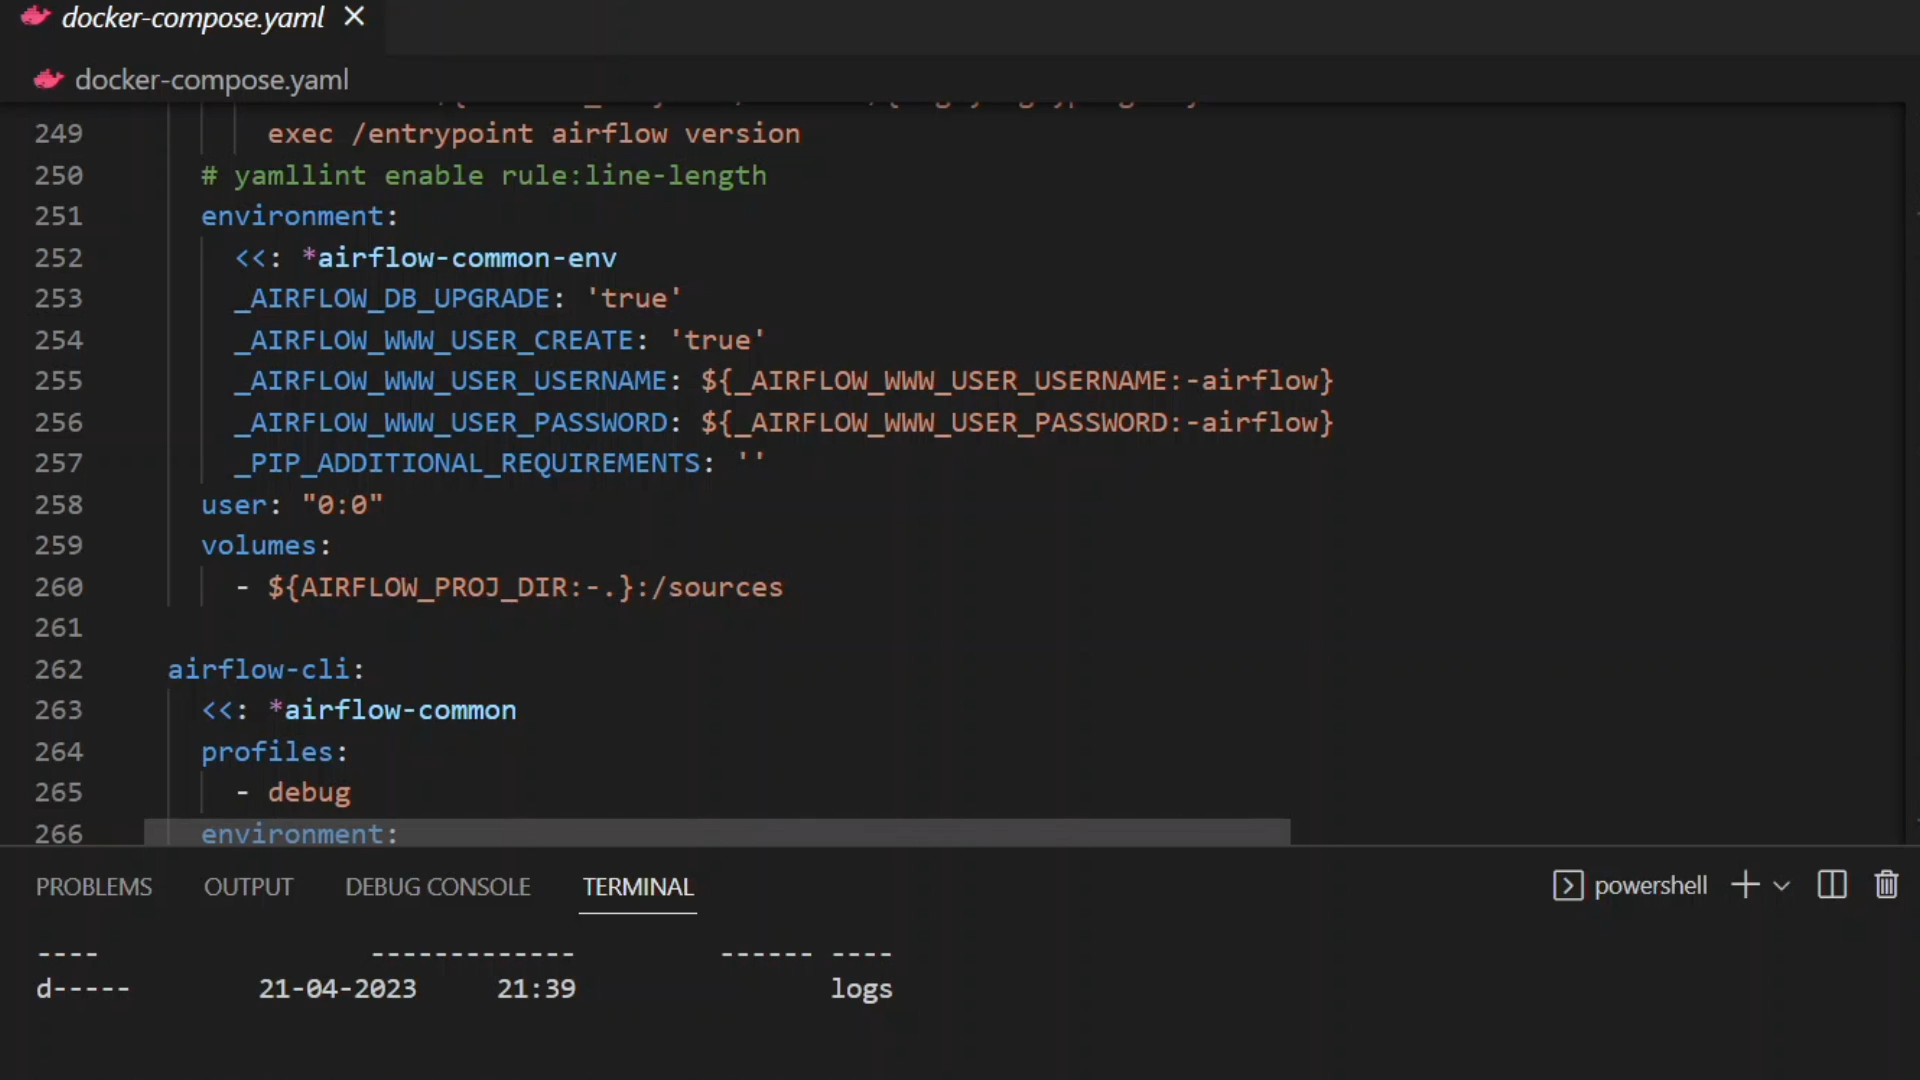 docker-compose.yaml
docker-compose.yaml
249 exec /entrypoint airflow version
250 # yamllint enable rule:line-length
251 environment:
252 <<: *airflow-common-env
253 _AIRFLOW_DB_UPGRADE: 'true'
254 _AIRFLOW_WWW_USER_CREATE: 'true'
255 _AIRFLOW_WWW_USER_USERNAME: ${_AIRFLOW_WWW_USER_USERNAME:-airflow}
256 _AIRFLOW_WWW_USER_PASSWORD: ${_AIRFLOW_WWW_USER_PASSWORD:-airflow}
257 _PIP_ADDITIONAL_REQUIREMENTS: ''
258 user: "0:0"
259 volumes:
260 - ${AIRFLOW_PROJ_DIR:-.}:/sources
261
262 airflow-cli:
263 <<: *airflow-common
264 profiles:
265 - debug
266 environment:
PROBLEMS OUTPUT DEBUG CONSOLE TERMINAL powershell
---- ------------- ------ ----
d----- 21-04-2023 21:39 logs